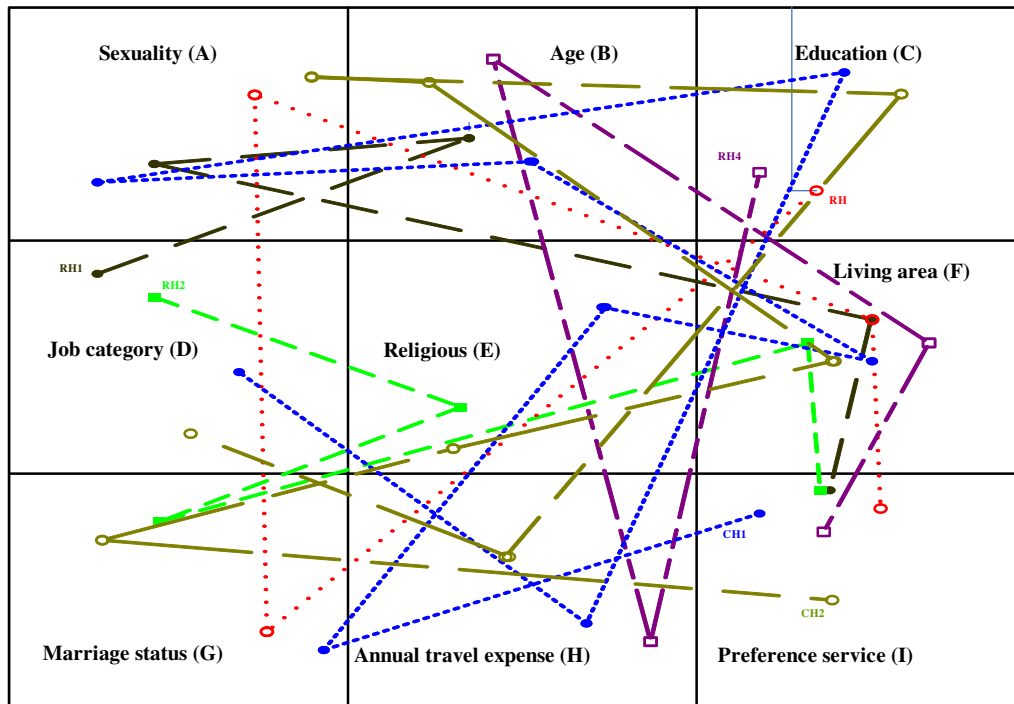 Sexuality (A)
Age (B)
Education (C)
RH4
RH
RH1
RH2
Living area (F)
Job category (D)
Religious (E)
CH1
CH2
Marriage status (G)
Annual travel expense (H)
Preference service (I)